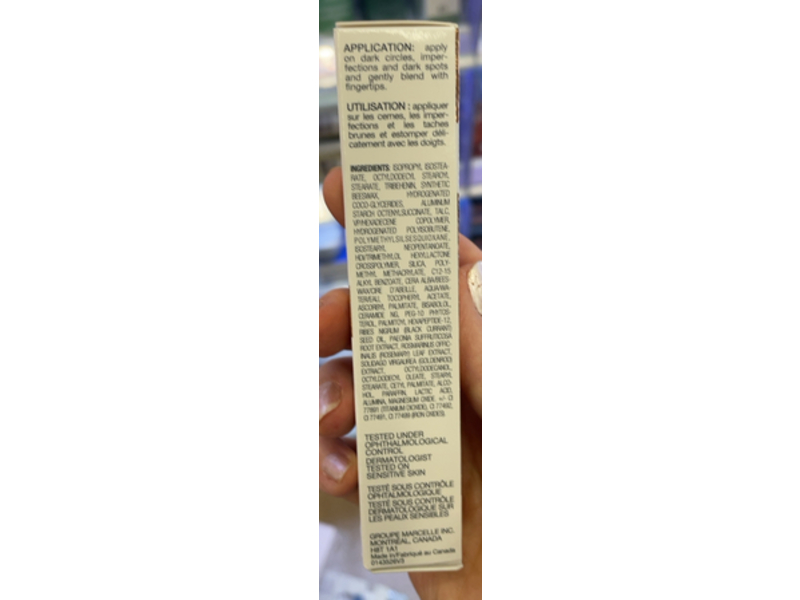 APPLICATION: apply
on dark circles, imper-
fections and dark spots
and gently blend with
fingertips.
UTILISATION : appliquer
sur les cernes, les imper-
fections et les taches
brunes et estomper déli-
catement avec les doigts.
INGREDIENTS: ISOPROPYL ISOSTEA-
RATE, OCTYLDODECYL STEAROYL
STEARATE, TRIBEHENIN, SYNTHETIC
BEESWAX, HYDROGENATED
COCO-GLYCERIDES, ALUMINUM
STARCH OCTENYLSUCCINATE, TALC,
VP/HEXADECENE COPOLYMER,
HYDROGENATED POLYISOBUTENE,
POLYMETHYLSILSESQUIOXANE,
ISOSTEARYL NEOPENTANOATE,
HDI/TRIMETHYLOL HEXYLLACTONE
CROSSPOLYMER, SILICA, POLY-
METHYL METHACRYLATE, C12-15
ALKYL BENZOATE, CERA ALBA/BEES-
WAX/CIRE D'ABEILLE, AQUA/WA-
TER/EAU, TOCOPHERYL ACETATE,
ASCORBYL PALMITATE, BISABOLOL,
CERAMIDE NG, PEG-10 PHYTOS-
TEROL, PALMITOYL HEXAPEPTIDE-12,
RIBES NIGRUM (BLACK CURRANT)
SEED OIL, PAEONIA SUFFRUTICOSA
ROOT EXTRACT, ROSMARINUS OFFIC-
INALIS (ROSEMARY) LEAF EXTRACT,
SOLIDAGO VIRGAUREA (GOLDENROD)
EXTRACT, OCTYLDODECANOL,
OCTYLDODECYL OLEATE, STEARYL
STEARATE, CETYL PALMITATE, ALCO-
HOL, PARAFFIN, LACTIC ACID,
ALUMINA, MAGNESIUM OXIDE, +/- CI
77891 (TITANIUM DIOXIDE), CI 77492,
CI 77491, CI 77499 (IRON OXIDES)
TESTED UNDER
OPHTHALMOLOGICAL
CONTROL
DERMATOLOGIST
TESTED ON
SENSITIVE SKIN
TESTÉ SOUS CONTRÔLE
OPHTALMOLOGIQUE
TESTÉ SOUS CONTRÔLE
DERMATOLOGIQUE SUR
LES PEAUX SENSIBLES
GROUPE MARCELLE INC.
MONTRÉAL, CANADA
H8T 1A1
Made in/Fabriqué au Canada